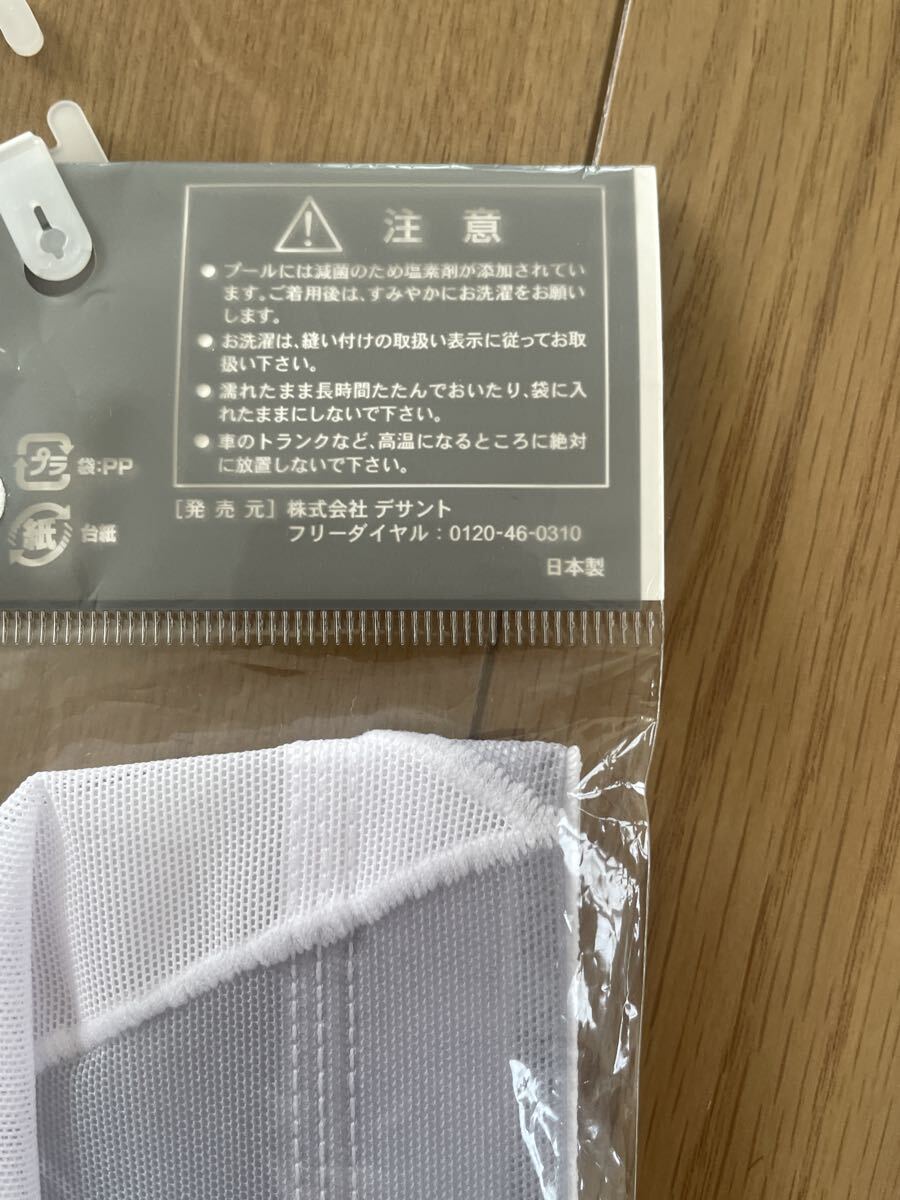 注意
● プールには減菌のため塩素剤が添加されてい
ます。ご着用後は、すみやかにお洗濯をお願い
します。
● お洗濯は、縫い付けの取扱い表示に従ってお取
扱い下さい。
● 濡れたまま長時間たたんでおいたり、袋に入
れたままにしないで下さい。
● 車のトランクなど、高温になるところに絶対
に放置しないで下さい。
プラ 袋:PP
紙 台紙
[発売元] 株式会社 デサント
フリーダイヤル:0120-46-0310
日本製